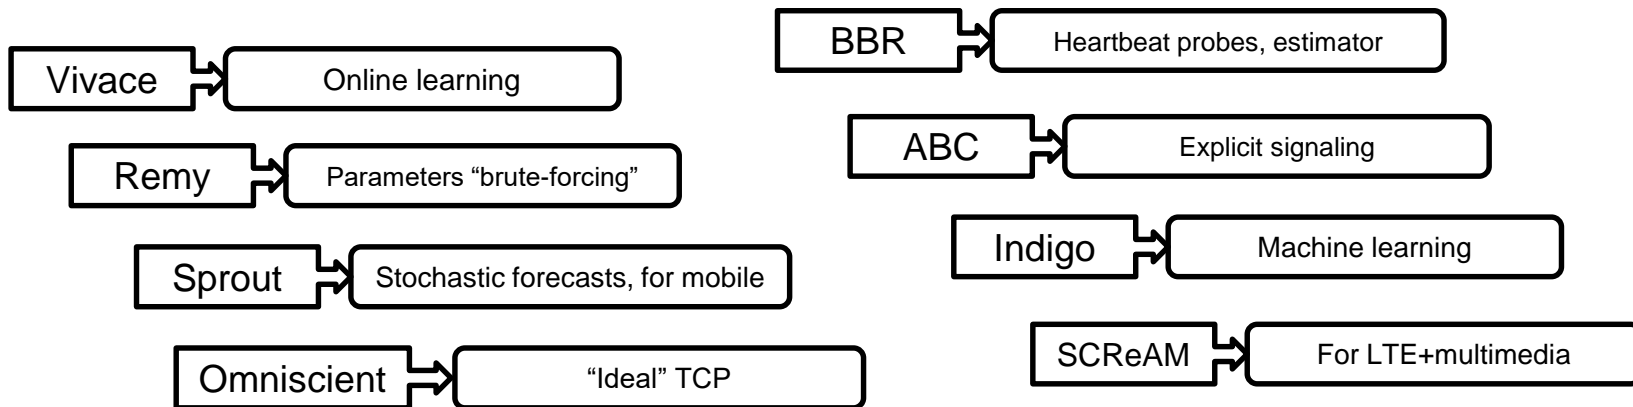 Vivace
Online learning
Remy
Parameters “brute-forcing”
Sprout
Stochastic forecasts, for mobile
Omniscient
“Ideal” TCP
BBR
Heartbeat probes, estimator
ABC
Explicit signaling
Indigo
Machine learning
SCReAM
For LTE+multimedia